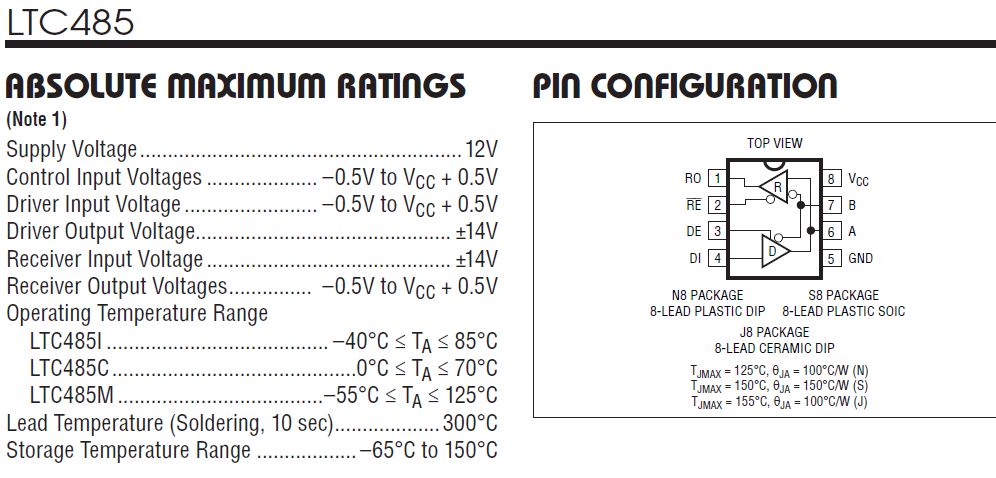 LTC485
ABSOLUTE MAXIMUM RATINGS
(Note 1)
Supply Voltage .......................................................... 12V
Control Input Voltages .................... –0.5V to VCC + 0.5V
Driver Input Voltage ........................ –0.5V to VCC + 0.5V
Driver Output Voltage .............................................. ±14V
Receiver Input Voltage ............................................ ±14V
Receiver Output Voltages ............... –0.5V to VCC + 0.5V
Operating Temperature Range
LTC485I ........................................ –40°C ≤ TA ≤ 85°C
LTC485C ............................................ 0°C ≤ TA ≤ 70°C
LTC485M ..................................... –55°C ≤ TA ≤ 125°C
Lead Temperature (Soldering, 10 sec) ................... 300°C
Storage Temperature Range .................. –65°C to 150°C
PIN CONFIGURATION
TOP VIEW
RO 1 R 8 VCC
R̅E̅ 2 7 B
DE 3 6 A
DI 4 D 5 GND
N8 PACKAGE S8 PACKAGE
8-LEAD PLASTIC DIP 8-LEAD PLASTIC SOIC
J8 PACKAGE
8-LEAD CERAMIC DIP
TJMAX = 125°C, θJA = 100°C/W (N)
TJMAX = 150°C, θJA = 150°C/W (S)
TJMAX = 155°C, θJA = 100°C/W (J)